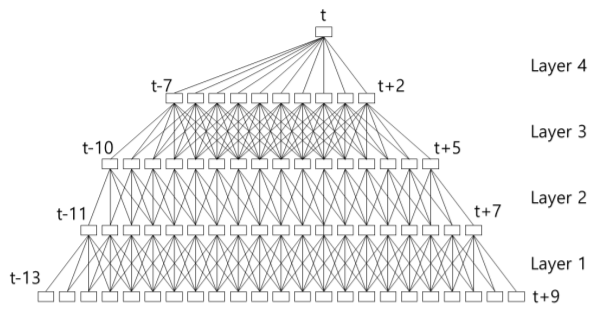 t
Layer 4
t-7 t+2
Layer 3
t-10 t+5
Layer 2
t-11 t+7
Layer 1
t-13 t+9